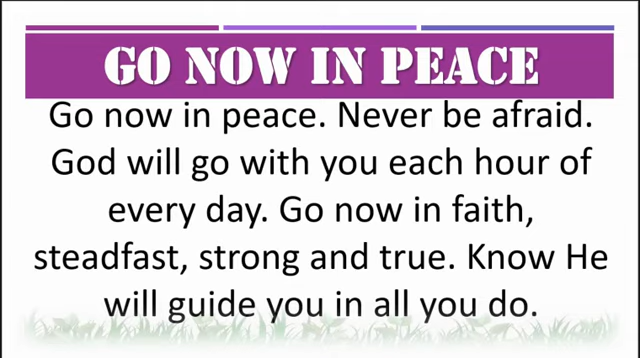 GO NOW IN PEACE
Go now in peace. Never be afraid.
God will go with you each hour of
every day. Go now in faith,
steadfast, strong and true. Know He
will guide you in all you do.